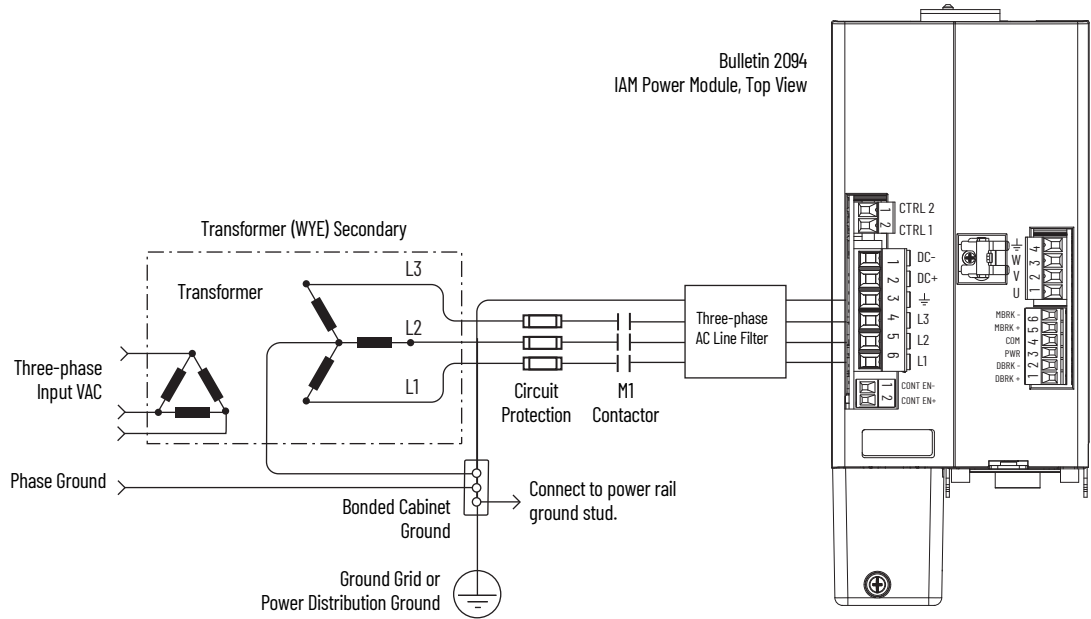 Bulletin 2094
IAM Power Module, Top View
Transformer (WYE) Secondary
Transformer
L3
L2
L1
Three-phase
Input VAC
Phase Ground
Circuit
Protection
M1
Contactor
Three-phase
AC Line Filter
Bonded Cabinet
Ground
Connect to power rail
ground stud.
Ground Grid or
Power Distribution Ground
1 CTRL 2
2 CTRL 1
1 DC-
2 DC+
3
4 L3
5 L2
6 L1
1 CONT EN-
2 CONT EN+
4
W 3
V 2
U 1
MBRK - 6
MBRK + 5
COM 4
PWR 3
DBRK - 2
DBRK + 1